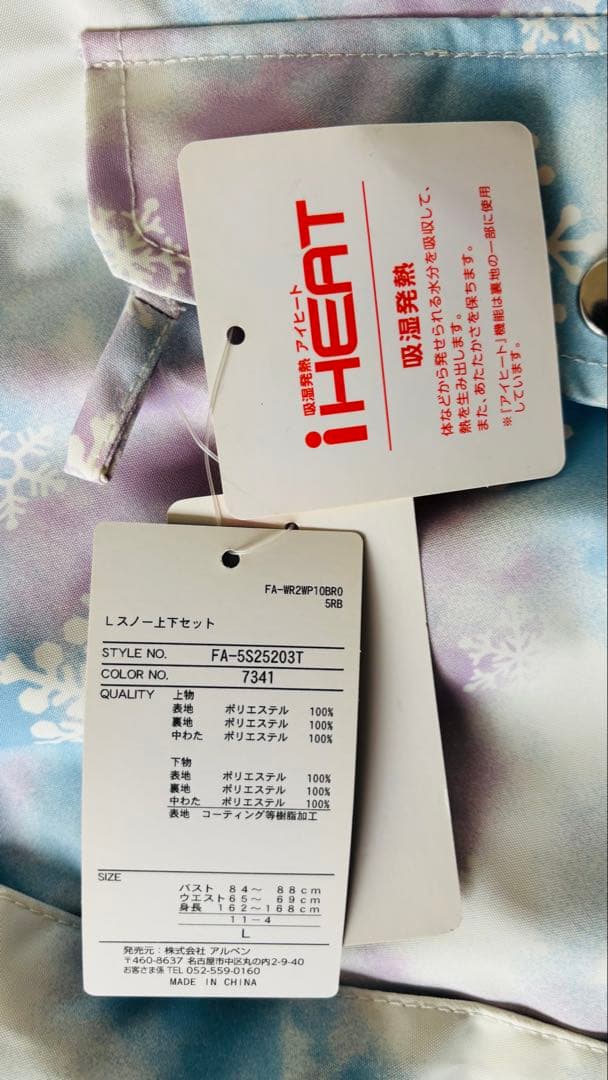 吸湿発熱 アイヒート
iHEAT
吸湿発熱
体などから発せられる水分を吸収して、
熱を生み出します。
また、あたたかさを保ちます。
※「アイヒート」機能は裏地の一部に使用
しています。
FA-WR2WP10BR0
5RB
Lスノー上下セット
STYLE NO. FA-5S25203T
COLOR NO. 7341
QUALITY 上物
表地 ポリエステル 100%
裏地 ポリエステル 100%
中わた ポリエステル 100%
下物
表地 ポリエステル 100%
裏地 ポリエステル 100%
中わた ポリエステル 100%
表地 コーティング等樹脂加工
SIZE
バスト 84～ 88cm
ウエスト 65～ 69cm
身長 162～168cm
11-4
L
発売元：株式会社 アルペン
〒460-8637 名古屋市中区丸の内2-9-40
お客さま係 TEL 052-559-0160
MADE IN CHINA